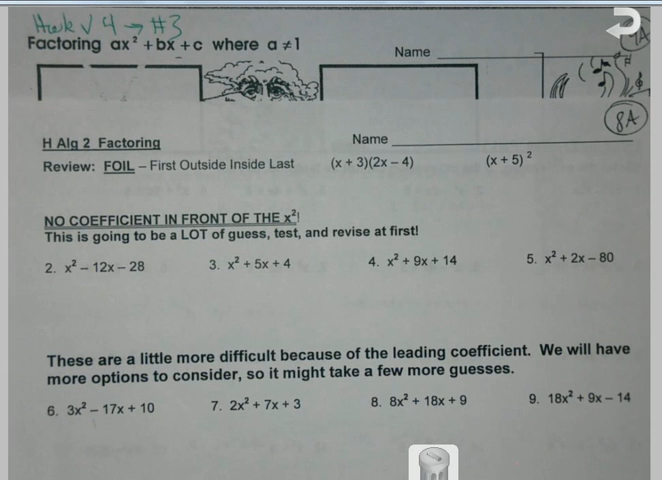 Hwk √ 4 → #3
Factoring ax² + bx + c where a ≠ 1
Name
H Alg 2 Factoring
Name
8A
Review: FOIL – First Outside Inside Last (x + 3)(2x – 4) (x + 5)²
NO COEFFICIENT IN FRONT OF THE x²!
This is going to be a LOT of guess, test, and revise at first!
2. x² – 12x – 28 3. x² + 5x + 4 4. x² + 9x + 14 5. x² + 2x – 80
These are a little more difficult because of the leading coefficient. We will have
more options to consider, so it might take a few more guesses.
6. 3x² – 17x + 10 7. 2x² + 7x + 3 8. 8x² + 18x + 9 9. 18x² + 9x – 14